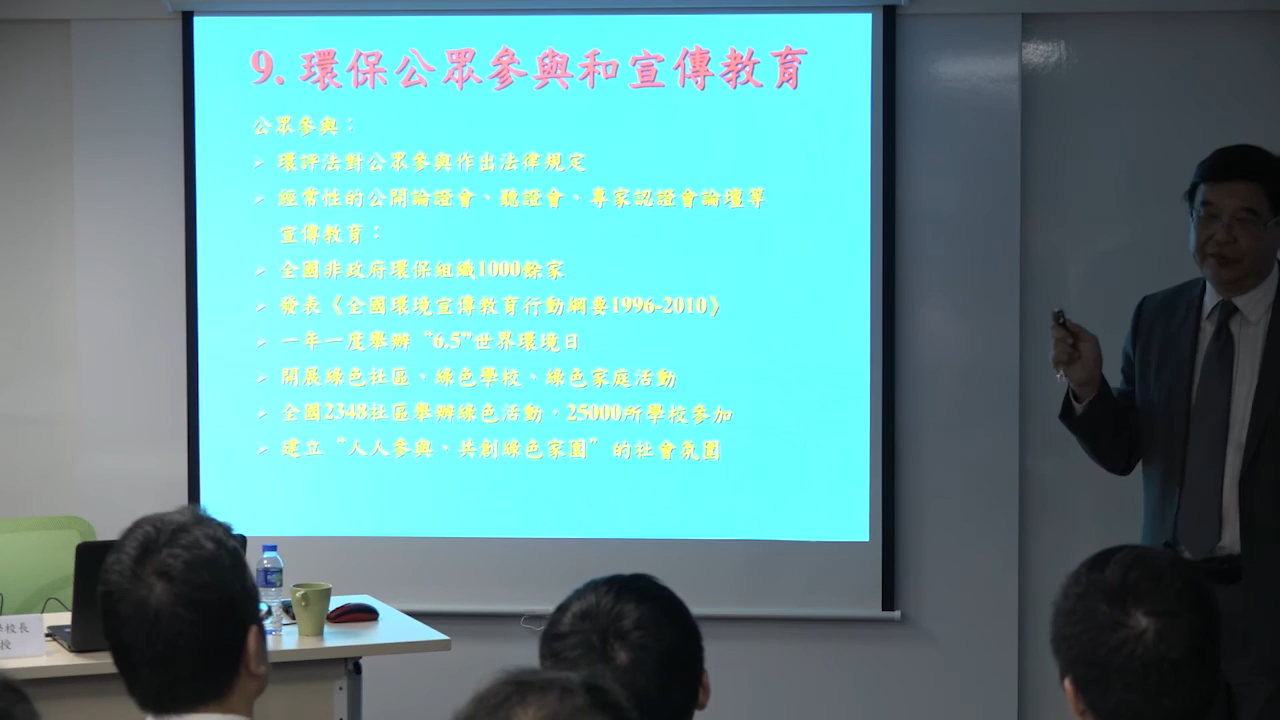 9. 環保公眾參與和宣傳教育
公眾參與：
環評法對公眾參與作出法律規定
經常性的公開論證會、聽證會、專家認證會論壇等
宣傳教育：
全國非政府環保組織1000餘家
發表《全國環境宣傳教育行動綱要1996-2010》
一年一度舉辦“6.5”世界環境日
開展綠色社區、綠色學校、綠色家庭活動
全國2348社區舉辦綠色活動，25000所學校參加
建立“人人參與、共創綠色家園”的社會氛圍
學校長
校